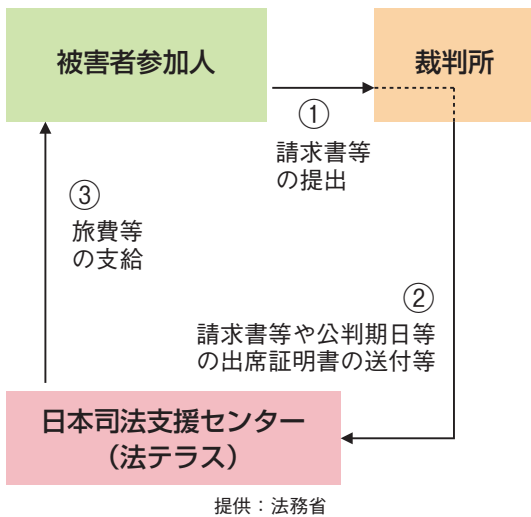 被害者参加人
裁判所
①
請求書等
の提出
③
旅費等
の支給
②
請求書等や公判期日等
の出席証明書の送付等
日本司法支援センター
（法テラス）
提供：法務省